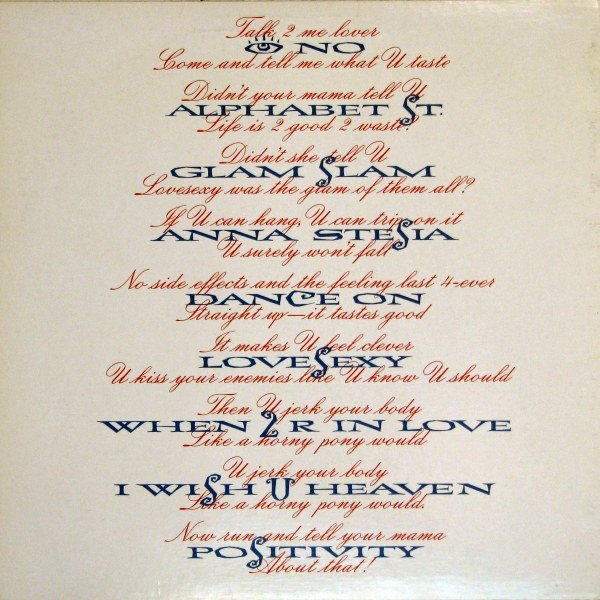 Talk 2 me lover
👁 NO
Come and tell me what U taste
Didn't your mama tell U
ALPHABET ST.
Life is 2 good 2 waste?
Didn't she tell U
GLAM SLAM
Lovesexy was the glam of them all?
If U can hang, U can trip on it
ANNA STESIA
U surely won't fall
No side effects and the feeling last 4-ever
DANCE ON
Straight up—it tastes good
It makes U feel clever
LOVESEXY
U kiss your enemies like U know U should
Then U jerk your body
WHEN 2 R IN LOVE
Like a horny pony would
U jerk your body
I WISH U HEAVEN
Like a horny pony would.
Now run and tell your mama
POSITIVITY
About that!